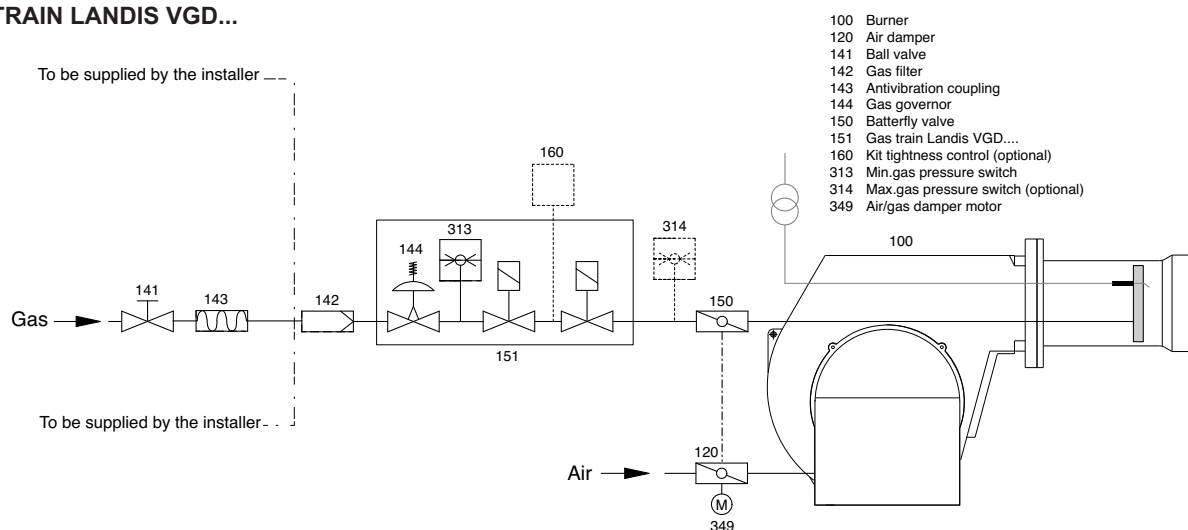 TRAIN LANDIS VGD...
100 Burner
120 Air damper
141 Ball valve
142 Gas filter
143 Antivibration coupling
144 Gas governor
150 Batterfly valve
151 Gas train Landis VGD....
160 Kit tightness control (optional)
313 Min.gas pressure switch
314 Max.gas pressure switch (optional)
349 Air/gas damper motor
To be supplied by the installer
160
313
314
100
144
141
143
142
150
Gas
151
To be supplied by the installer
120
Air
M
349